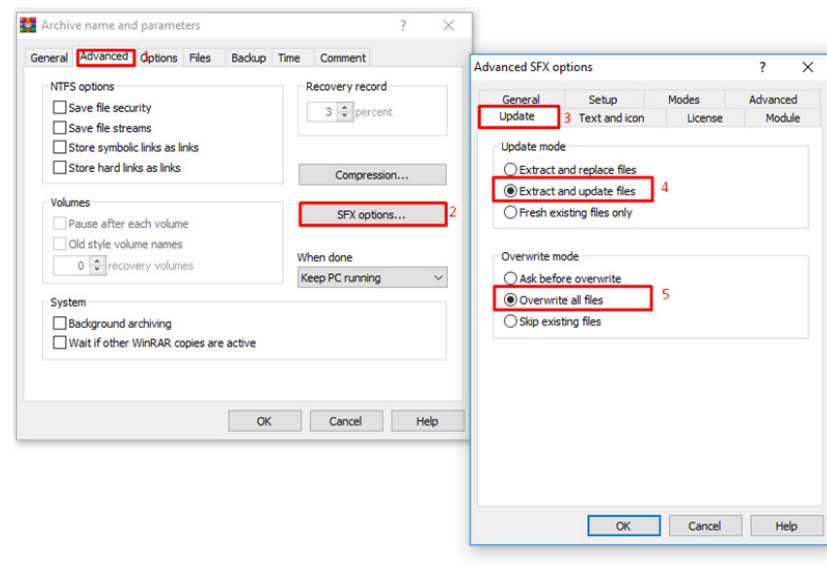 Archive name and parameters
General Advanced 1 Options Files Backup Time Comment
NTFS options
Save file security
Save file streams
Store symbolic links as links
Store hard links as links
Recovery record
3 percent
Compression...
Volumes
Pause after each volume
Old style volume names
0 recovery volumes
SFX options... 2
When done
Keep PC running
System
Background archiving
Wait if other WinRAR copies are active
OK Cancel Help
Advanced SFX options
General Setup Modes Advanced
Update 3 Text and icon License Module
Update mode
Extract and replace files
Extract and update files 4
Fresh existing files only
Overwrite mode
Ask before overwrite
Overwrite all files 5
Skip existing files
OK Cancel Help